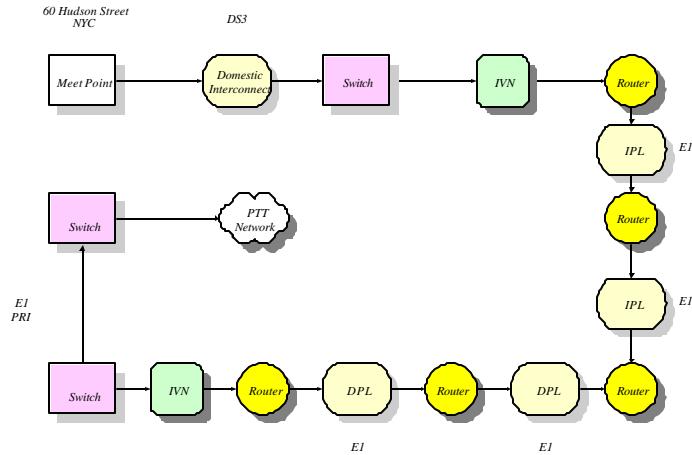 60 Hudson Street
NYC
DS3
Meet Point
Domestic
Interconnect
Switch
IVN
Router
IPL
E1
Switch
PTT
Network
Router
E1
PRI
IPL
E1
Switch
IVN
Router
DPL
Router
DPL
Router
E1
E1